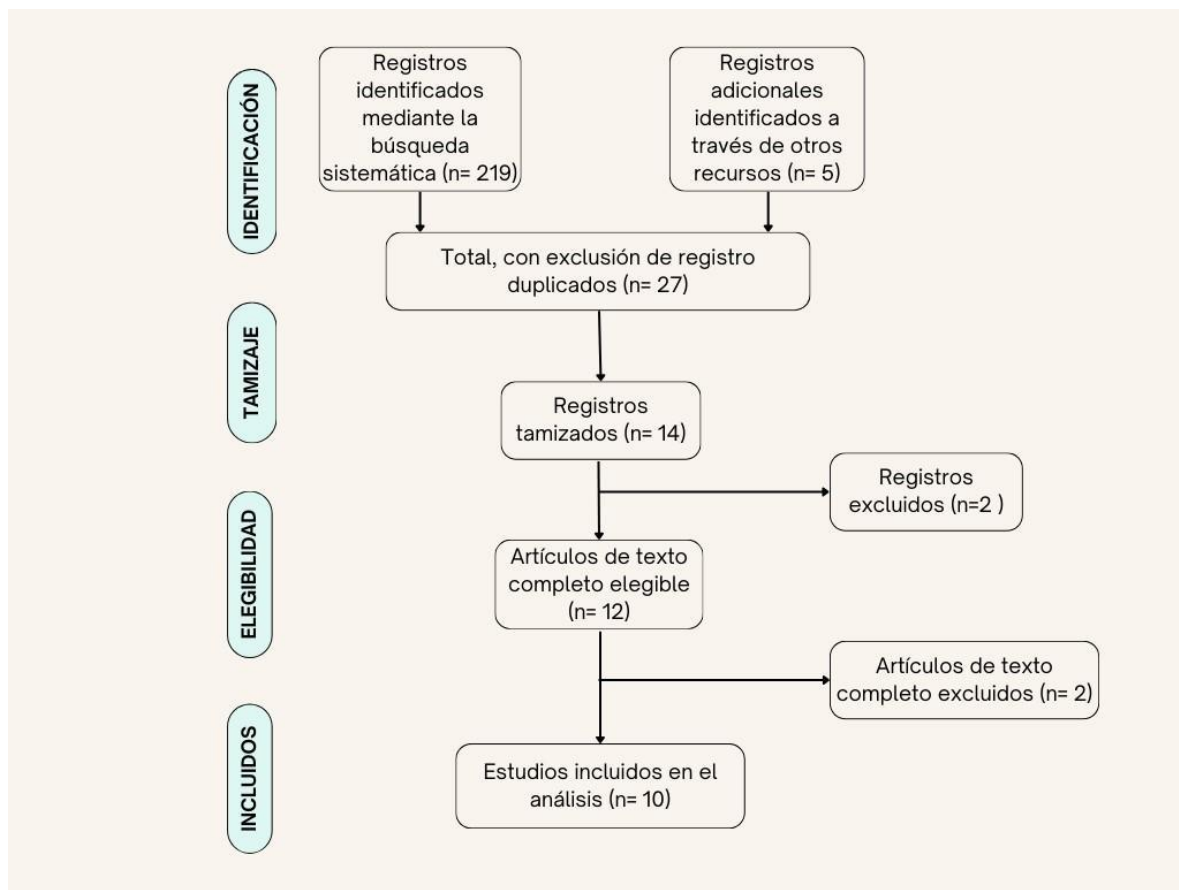 IDENTIFICACIÓN
Registros
identificados
mediante la
búsqueda
sistemática (n= 219)
Registros
adicionales
identificados a
través de otros
recursos (n= 5)
Total, con exclusión de registro
duplicados (n= 27)
TAMIZAJE
Registros
tamizados (n= 14)
Registros
excluidos (n=2 )
ELEGIBILIDAD
Artículos de texto
completo elegible
(n= 12)
Artículos de texto
completo excluidos (n= 2)
INCLUIDOS
Estudios incluidos en el
análisis (n= 10)